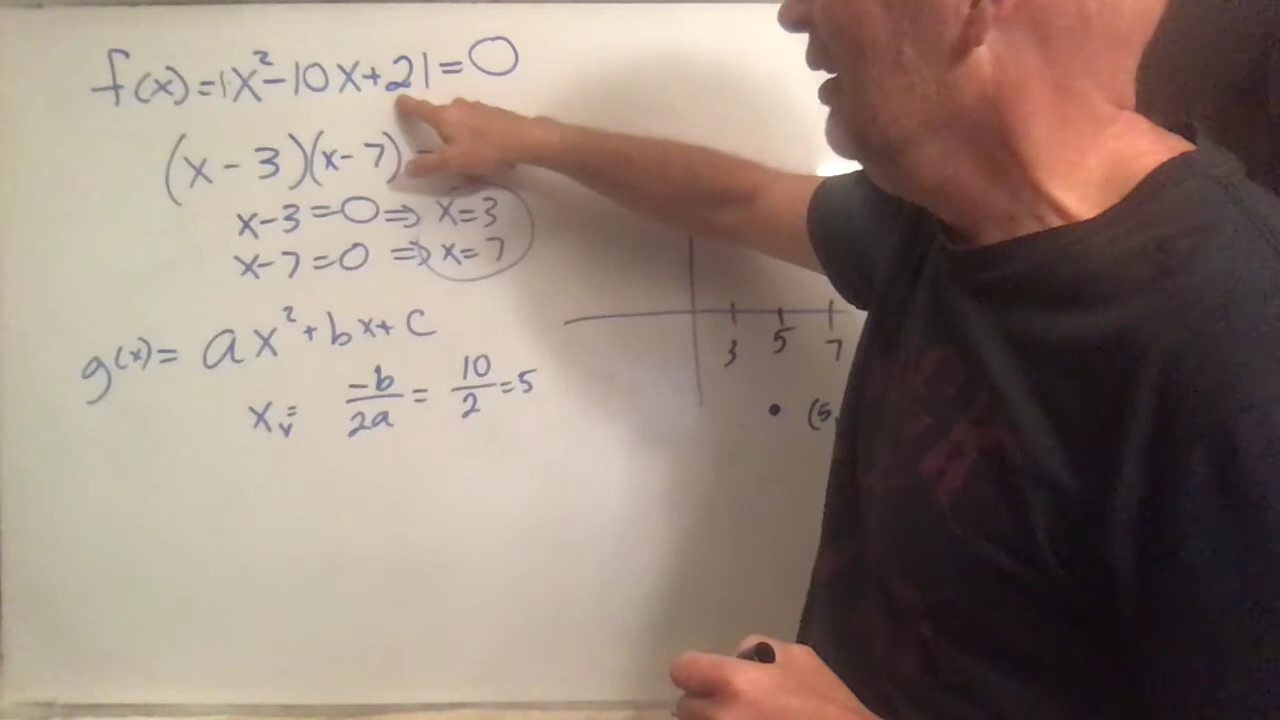 f(x)=1x²-10x+21=0
(x-3)(x-7)
x-3=0⇒x=3
x-7=0⇒x=7
g(x)=ax²+bx+c
xᵥ= -b/2a = 10/2 =5
3 5 7
(5,